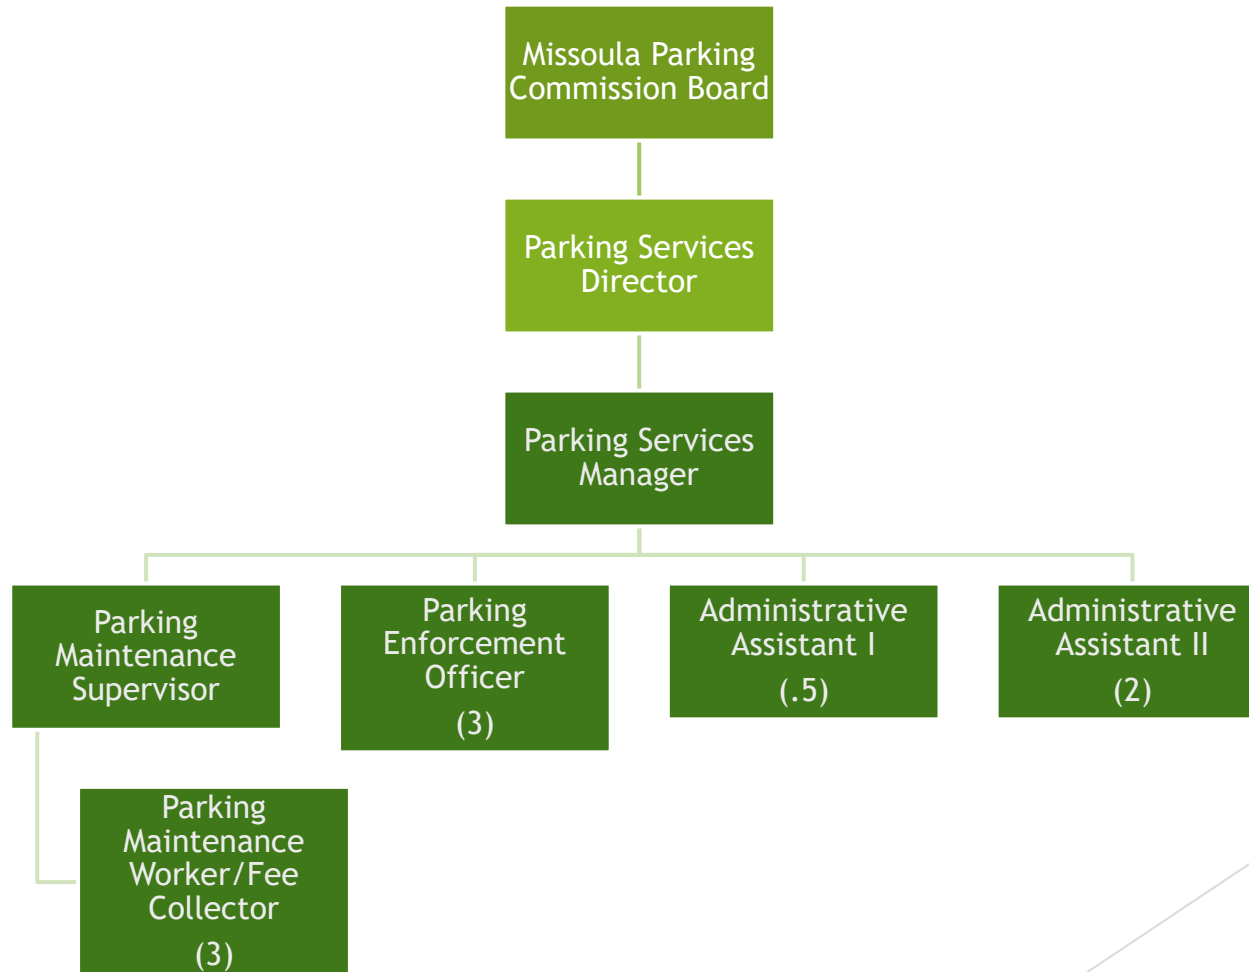 Missoula Parking
Commission Board
Parking Services
Director
Parking Services
Manager
Parking
Maintenance
Supervisor
Parking
Enforcement
Officer
(3)
Administrative
Assistant I
(.5)
Administrative
Assistant II
(2)
Parking
Maintenance
Worker/Fee
Collector
(3)